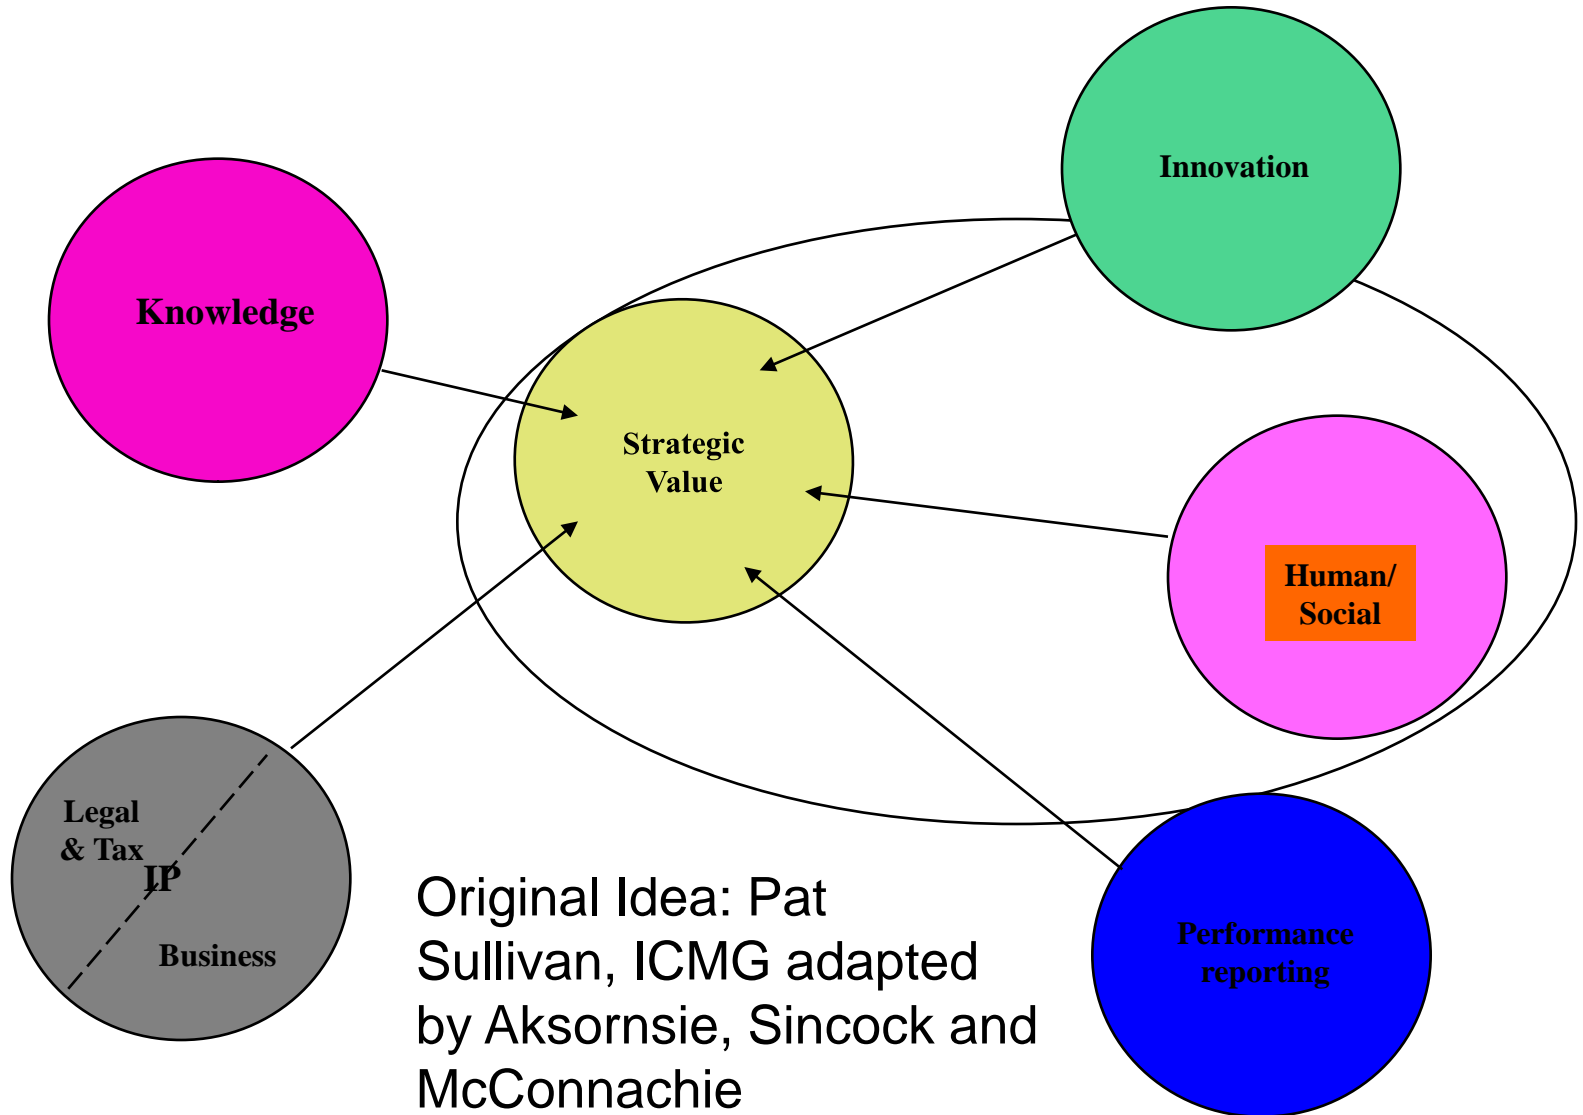 Innovation
Knowledge
Strategic
Value
Human/
Social
Legal
& Tax
IP
Business
Performance
reporting
Original Idea: Pat
Sullivan, ICMG adapted
by Aksornsie, Sincock and
McConnachie